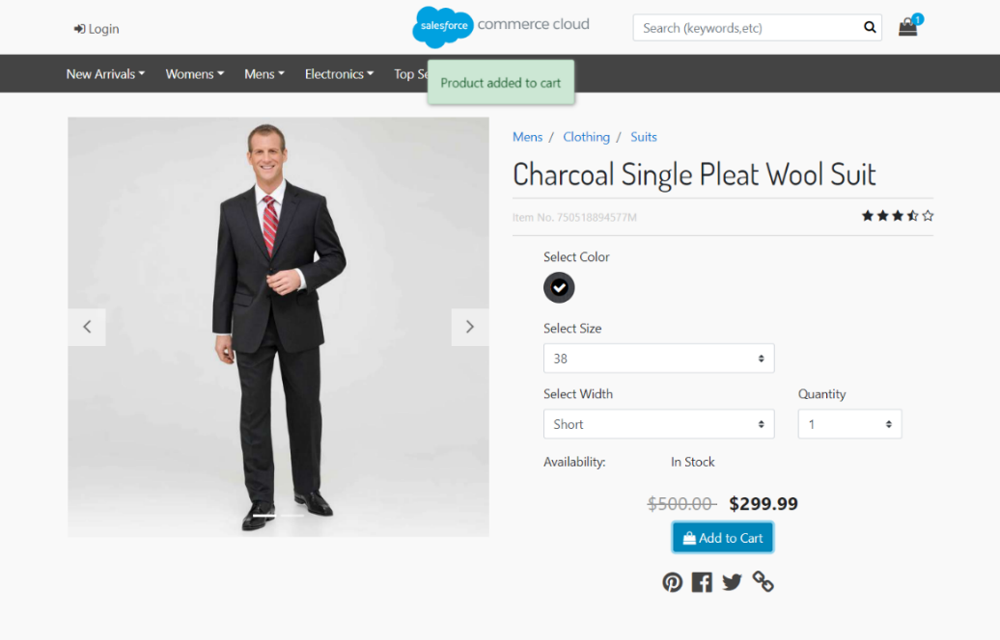 Login
salesforce commerce cloud
Search (keywords,etc)
1
New Arrivals Womens Mens Electronics Top
Product added to cart
Mens / Clothing / Suits
Charcoal Single Pleat Wool Suit
Item No. 750518894577M
Select Color
Select Size
38
Select Width Quantity
Short 1
Availability: In Stock
$500.00 $299.99
Add to Cart